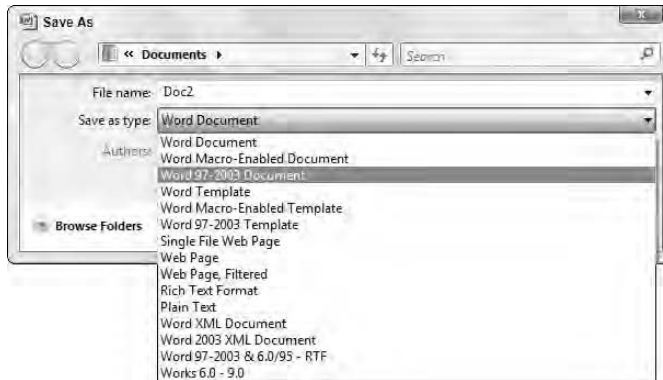 Save As
« Documents
Search
File name: Doc2
Save as type: Word Document
Authors:
Word Document
Word Macro-Enabled Document
Word 97-2003 Document
Word Template
Word Macro-Enabled Template
Browse Folders
Word 97-2003 Template
Single File Web Page
Web Page
Web Page, Filtered
Rich Text Format
Plain Text
Word XML Document
Word 2003 XML Document
Word 97-2003 & 6.0/95 - RTF
Works 6.0 - 9.0